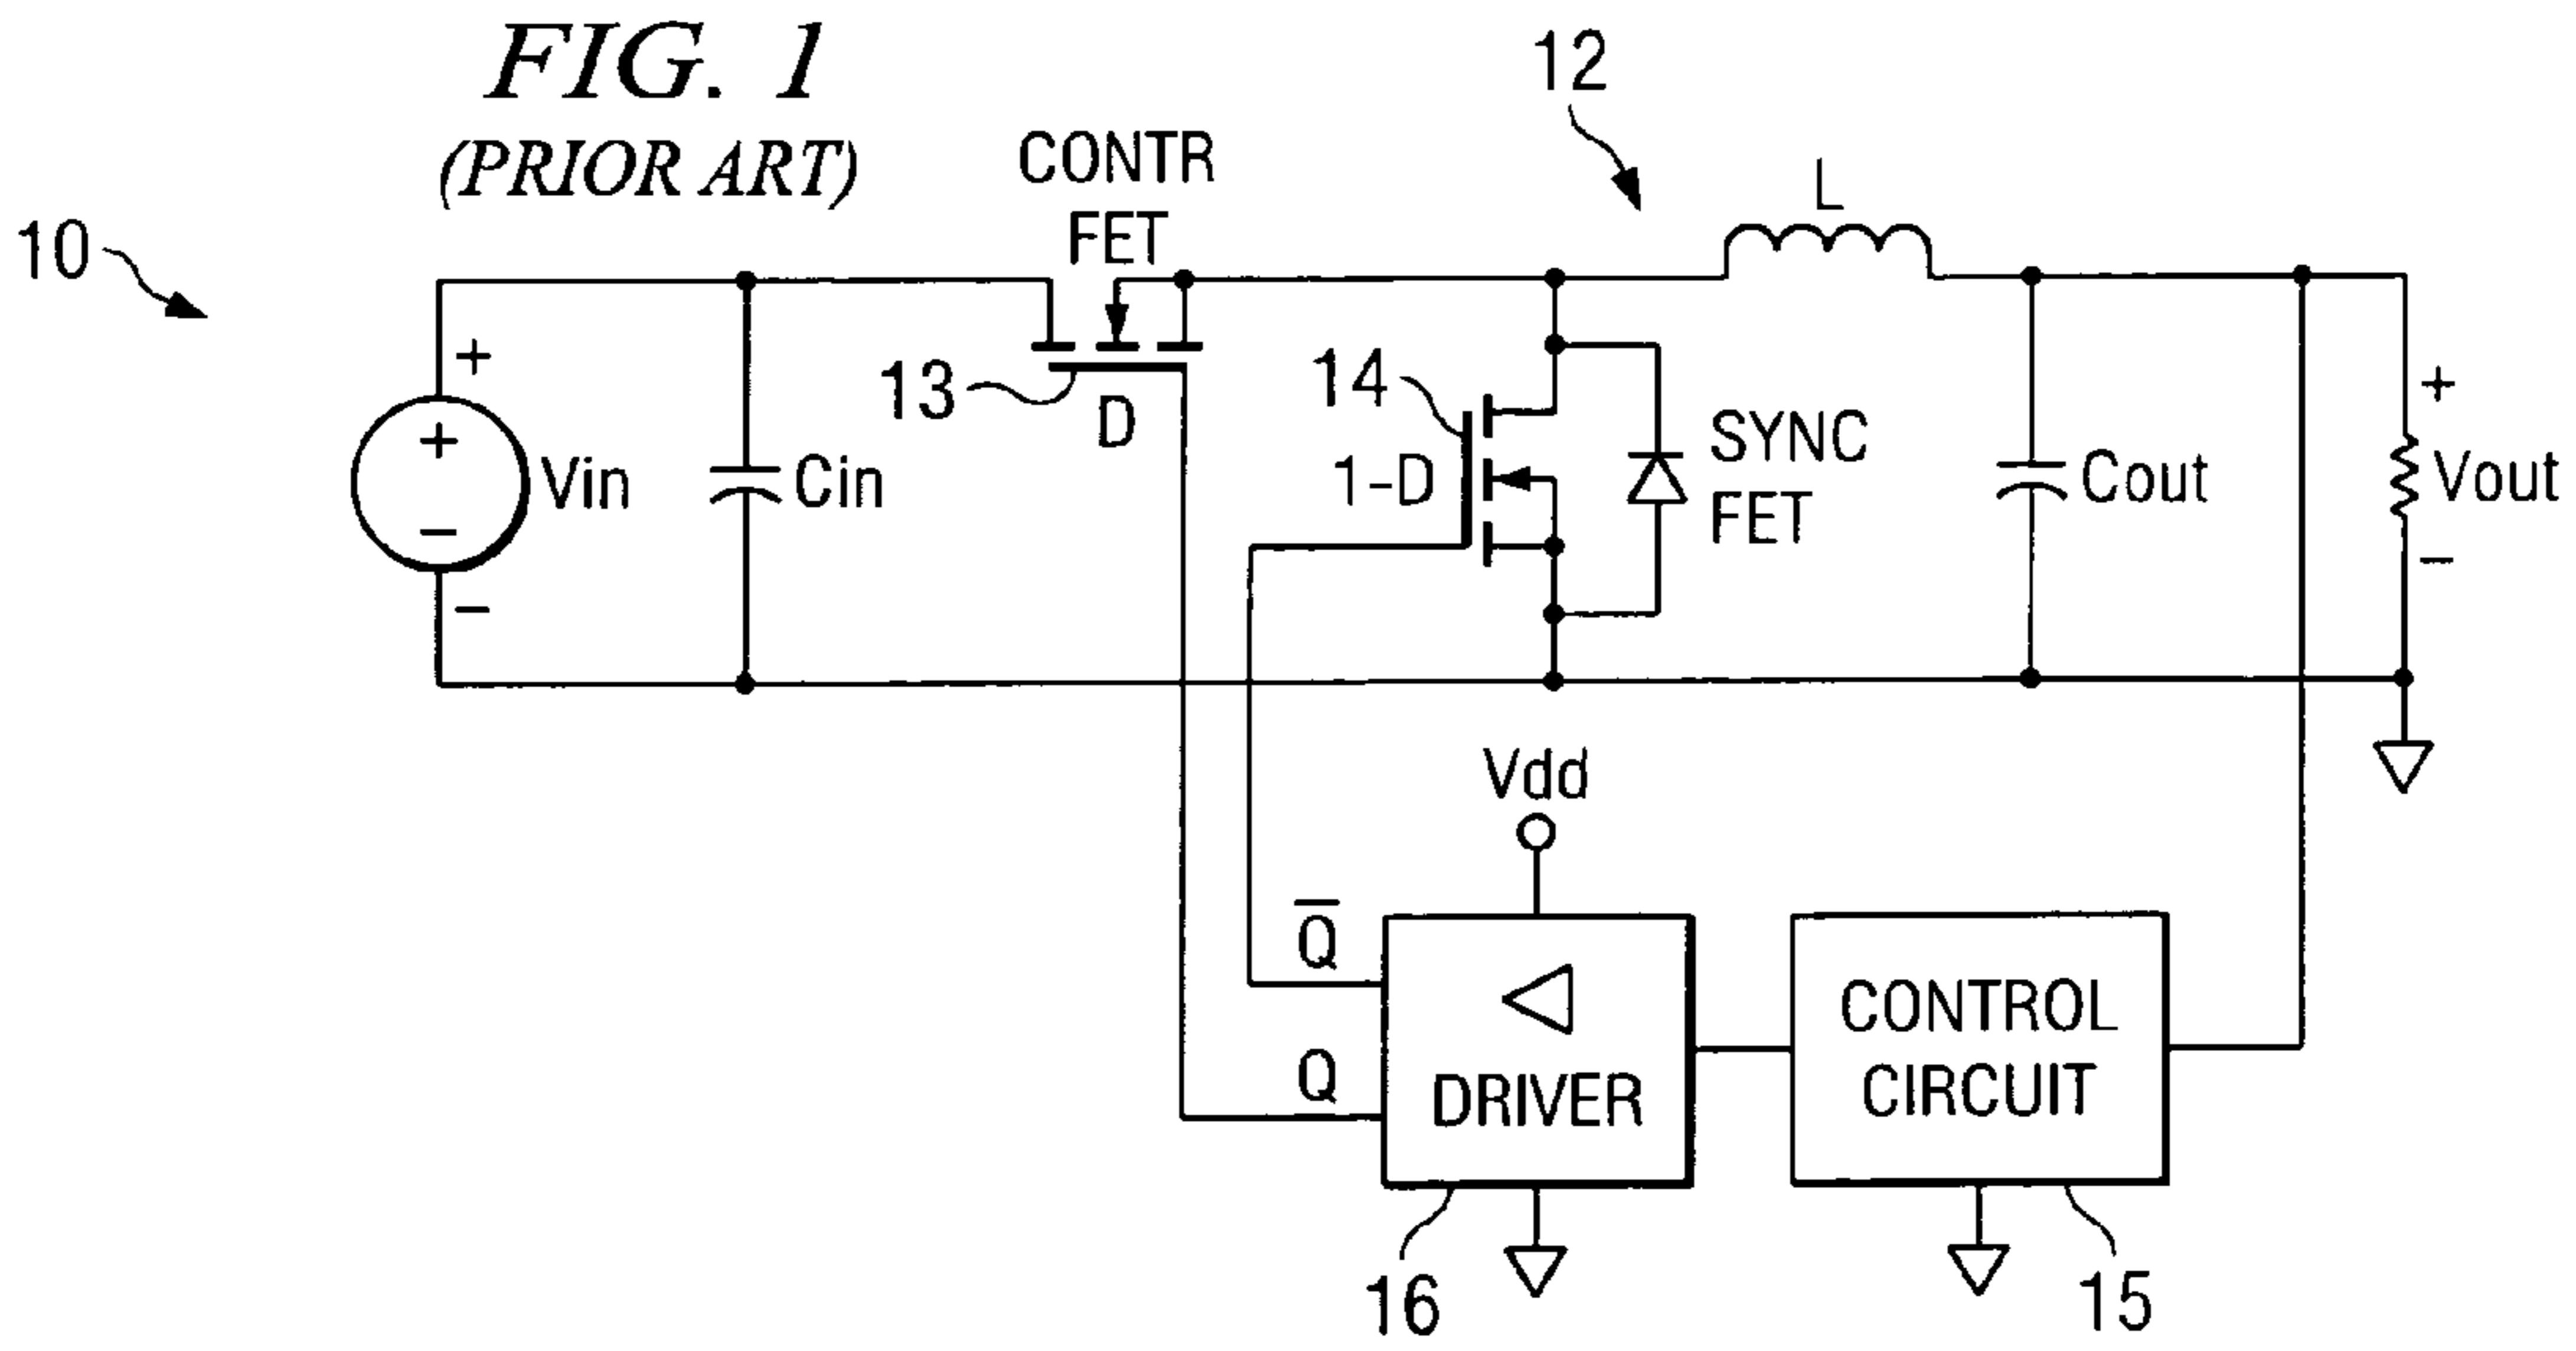 FIG. 1
(PRIOR ART)
10
12
CONTR
FET
L
+
13
D
14
1-D
SYNC
FET
+
Vin
-
-
Cin
Cout
+
Vout
-
Vdd
Q̅
Q
DRIVER
CONTROL
CIRCUIT
16
15